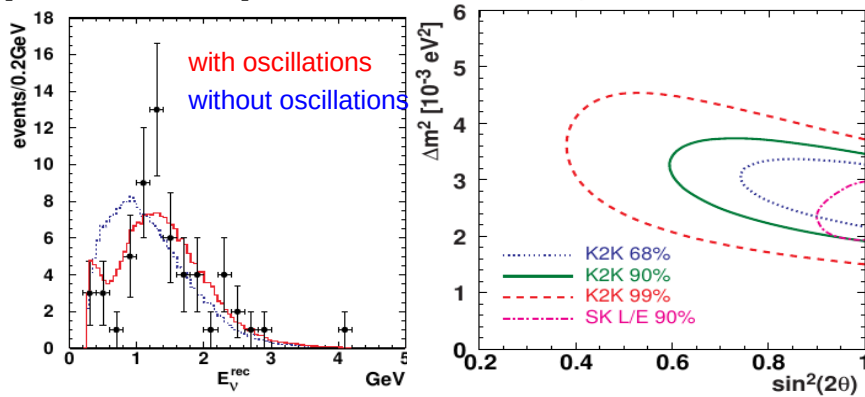 18
16
14
12
10
8
6
4
2
0
events/0.2GeV
with oscillations
without oscillations
0 1 2 3 4 5
E_ν^rec GeV
6
5
4
3
2
1
0
Δm² [10⁻³ eV²]
K2K 68%
K2K 90%
K2K 99%
SK L/E 90%
0.2 0.4 0.6 0.8 1
sin²(2θ)